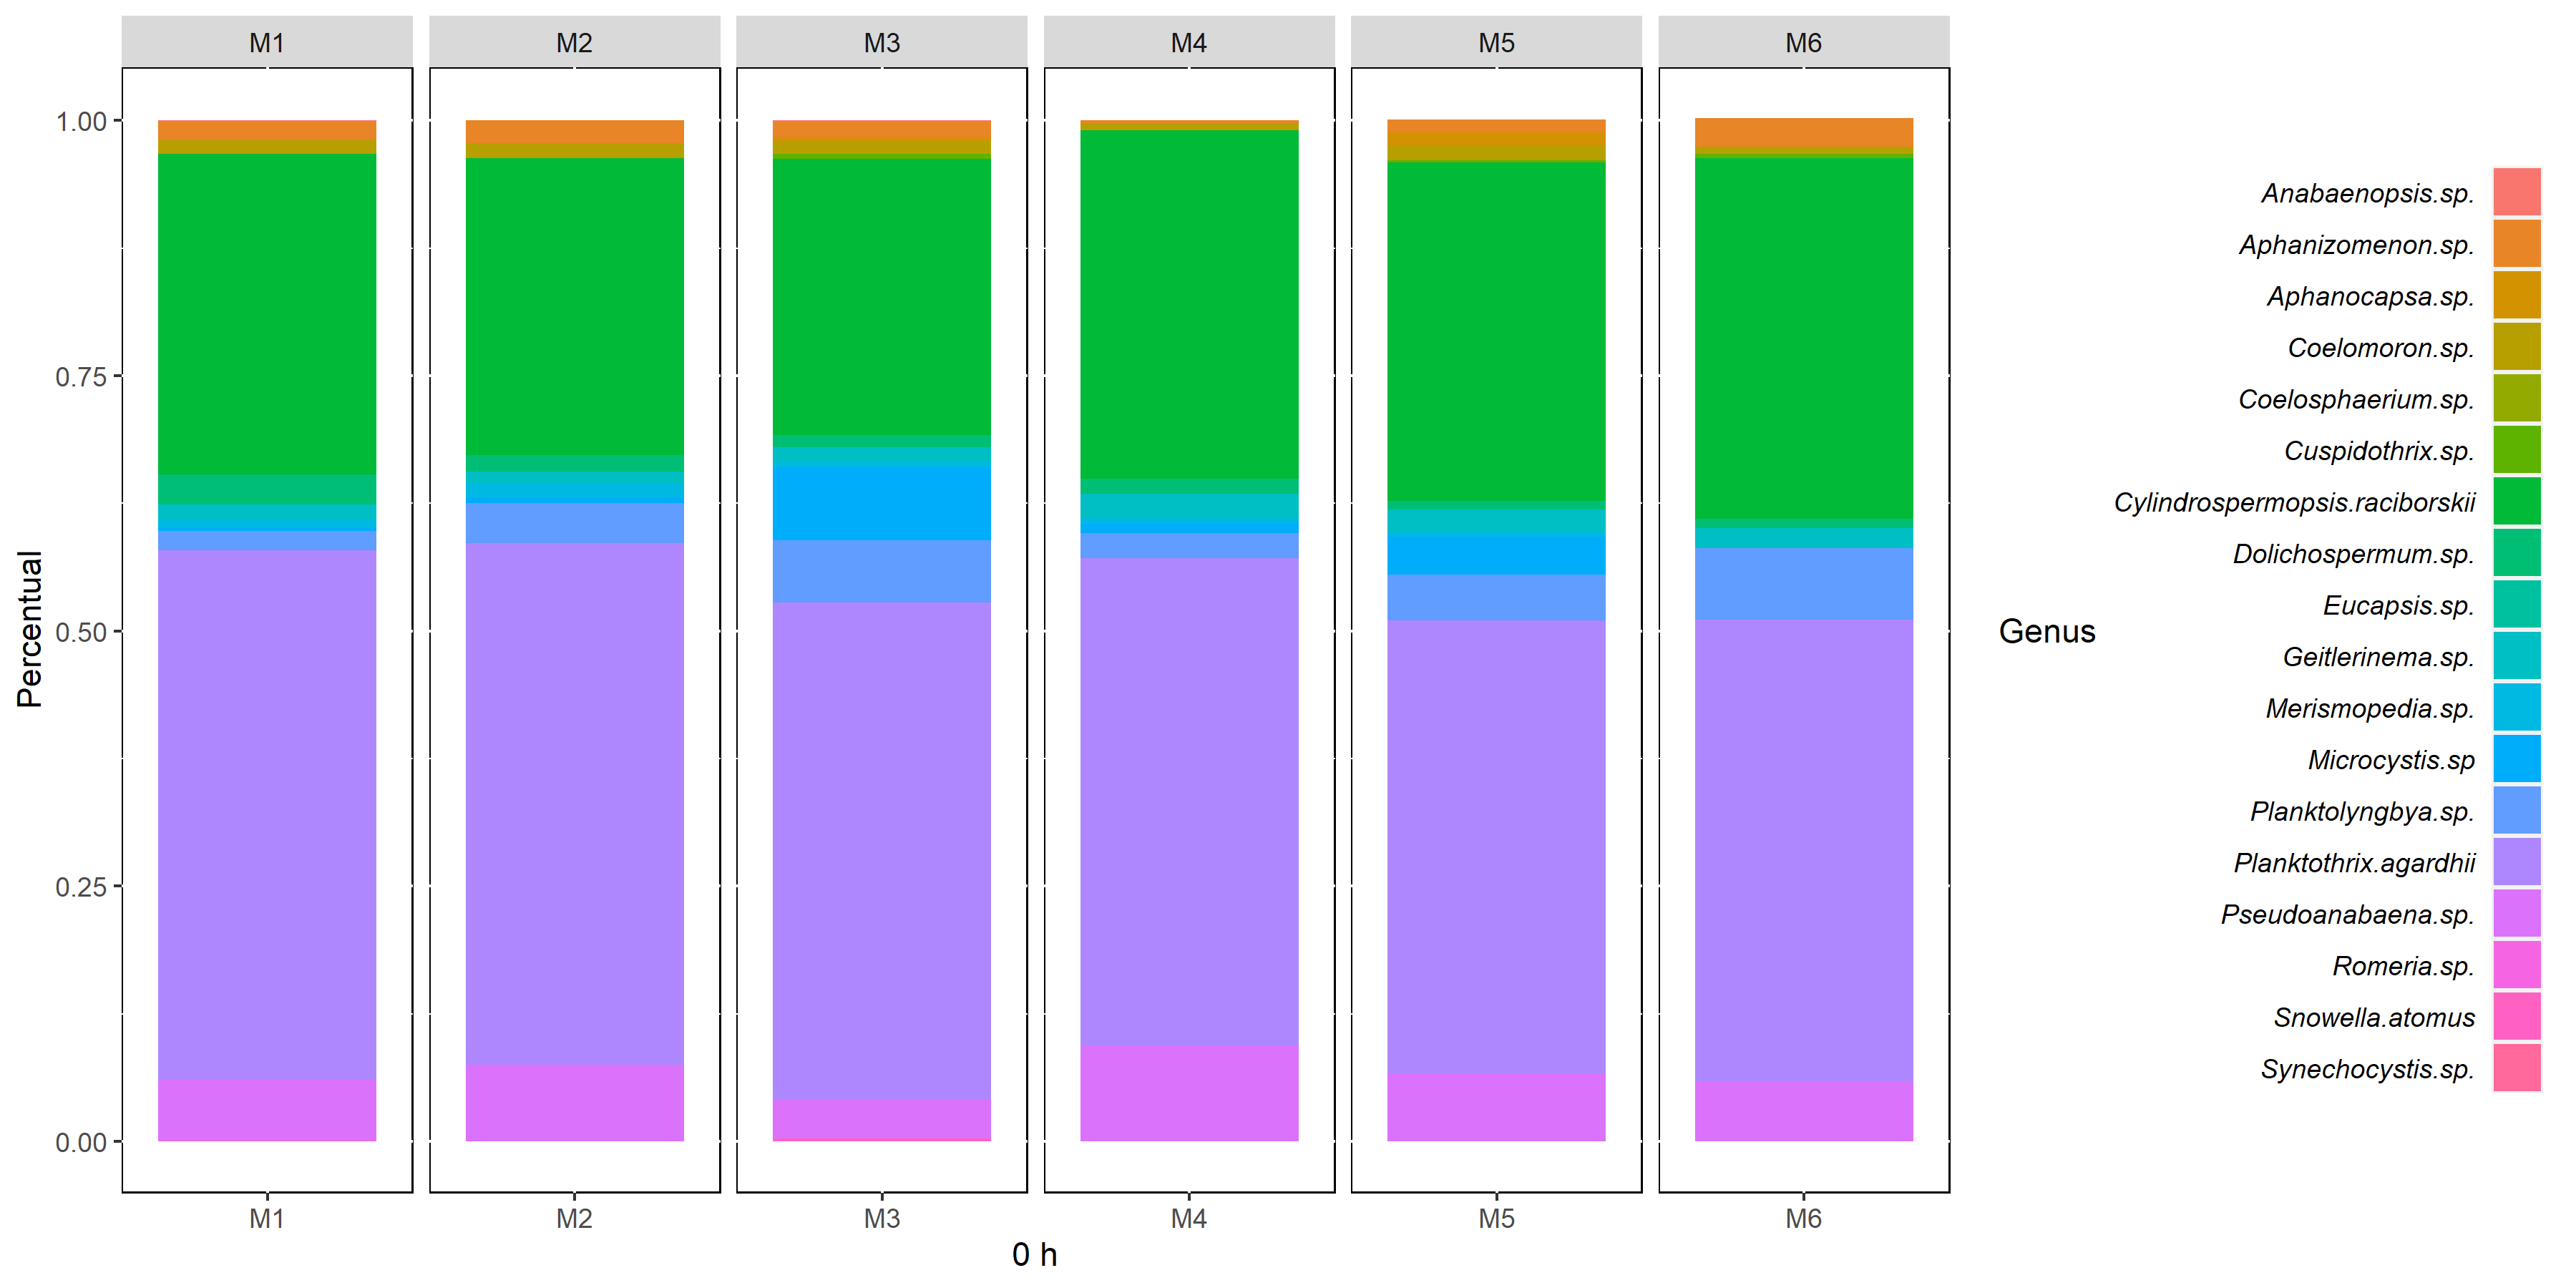 M1 M2 M3 M4 M5 M6
1.00
0.75
0.50
0.25
0.00
Percentual
M1 M2 M3 M4 M5 M6
0 h
Genus
Anabaenopsis.sp.
Aphanizomenon.sp.
Aphanocapsa.sp.
Coelomoron.sp.
Coelosphaerium.sp.
Cuspidothrix.sp.
Cylindrospermopsis.raciborskii
Dolichospermum.sp.
Eucapsis.sp.
Geitlerinema.sp.
Merismopedia.sp.
Microcystis.sp
Planktolyngbya.sp.
Planktothrix.agardhii
Pseudoanabaena.sp.
Romeria.sp.
Snowella.atomus
Synechocystis.sp.